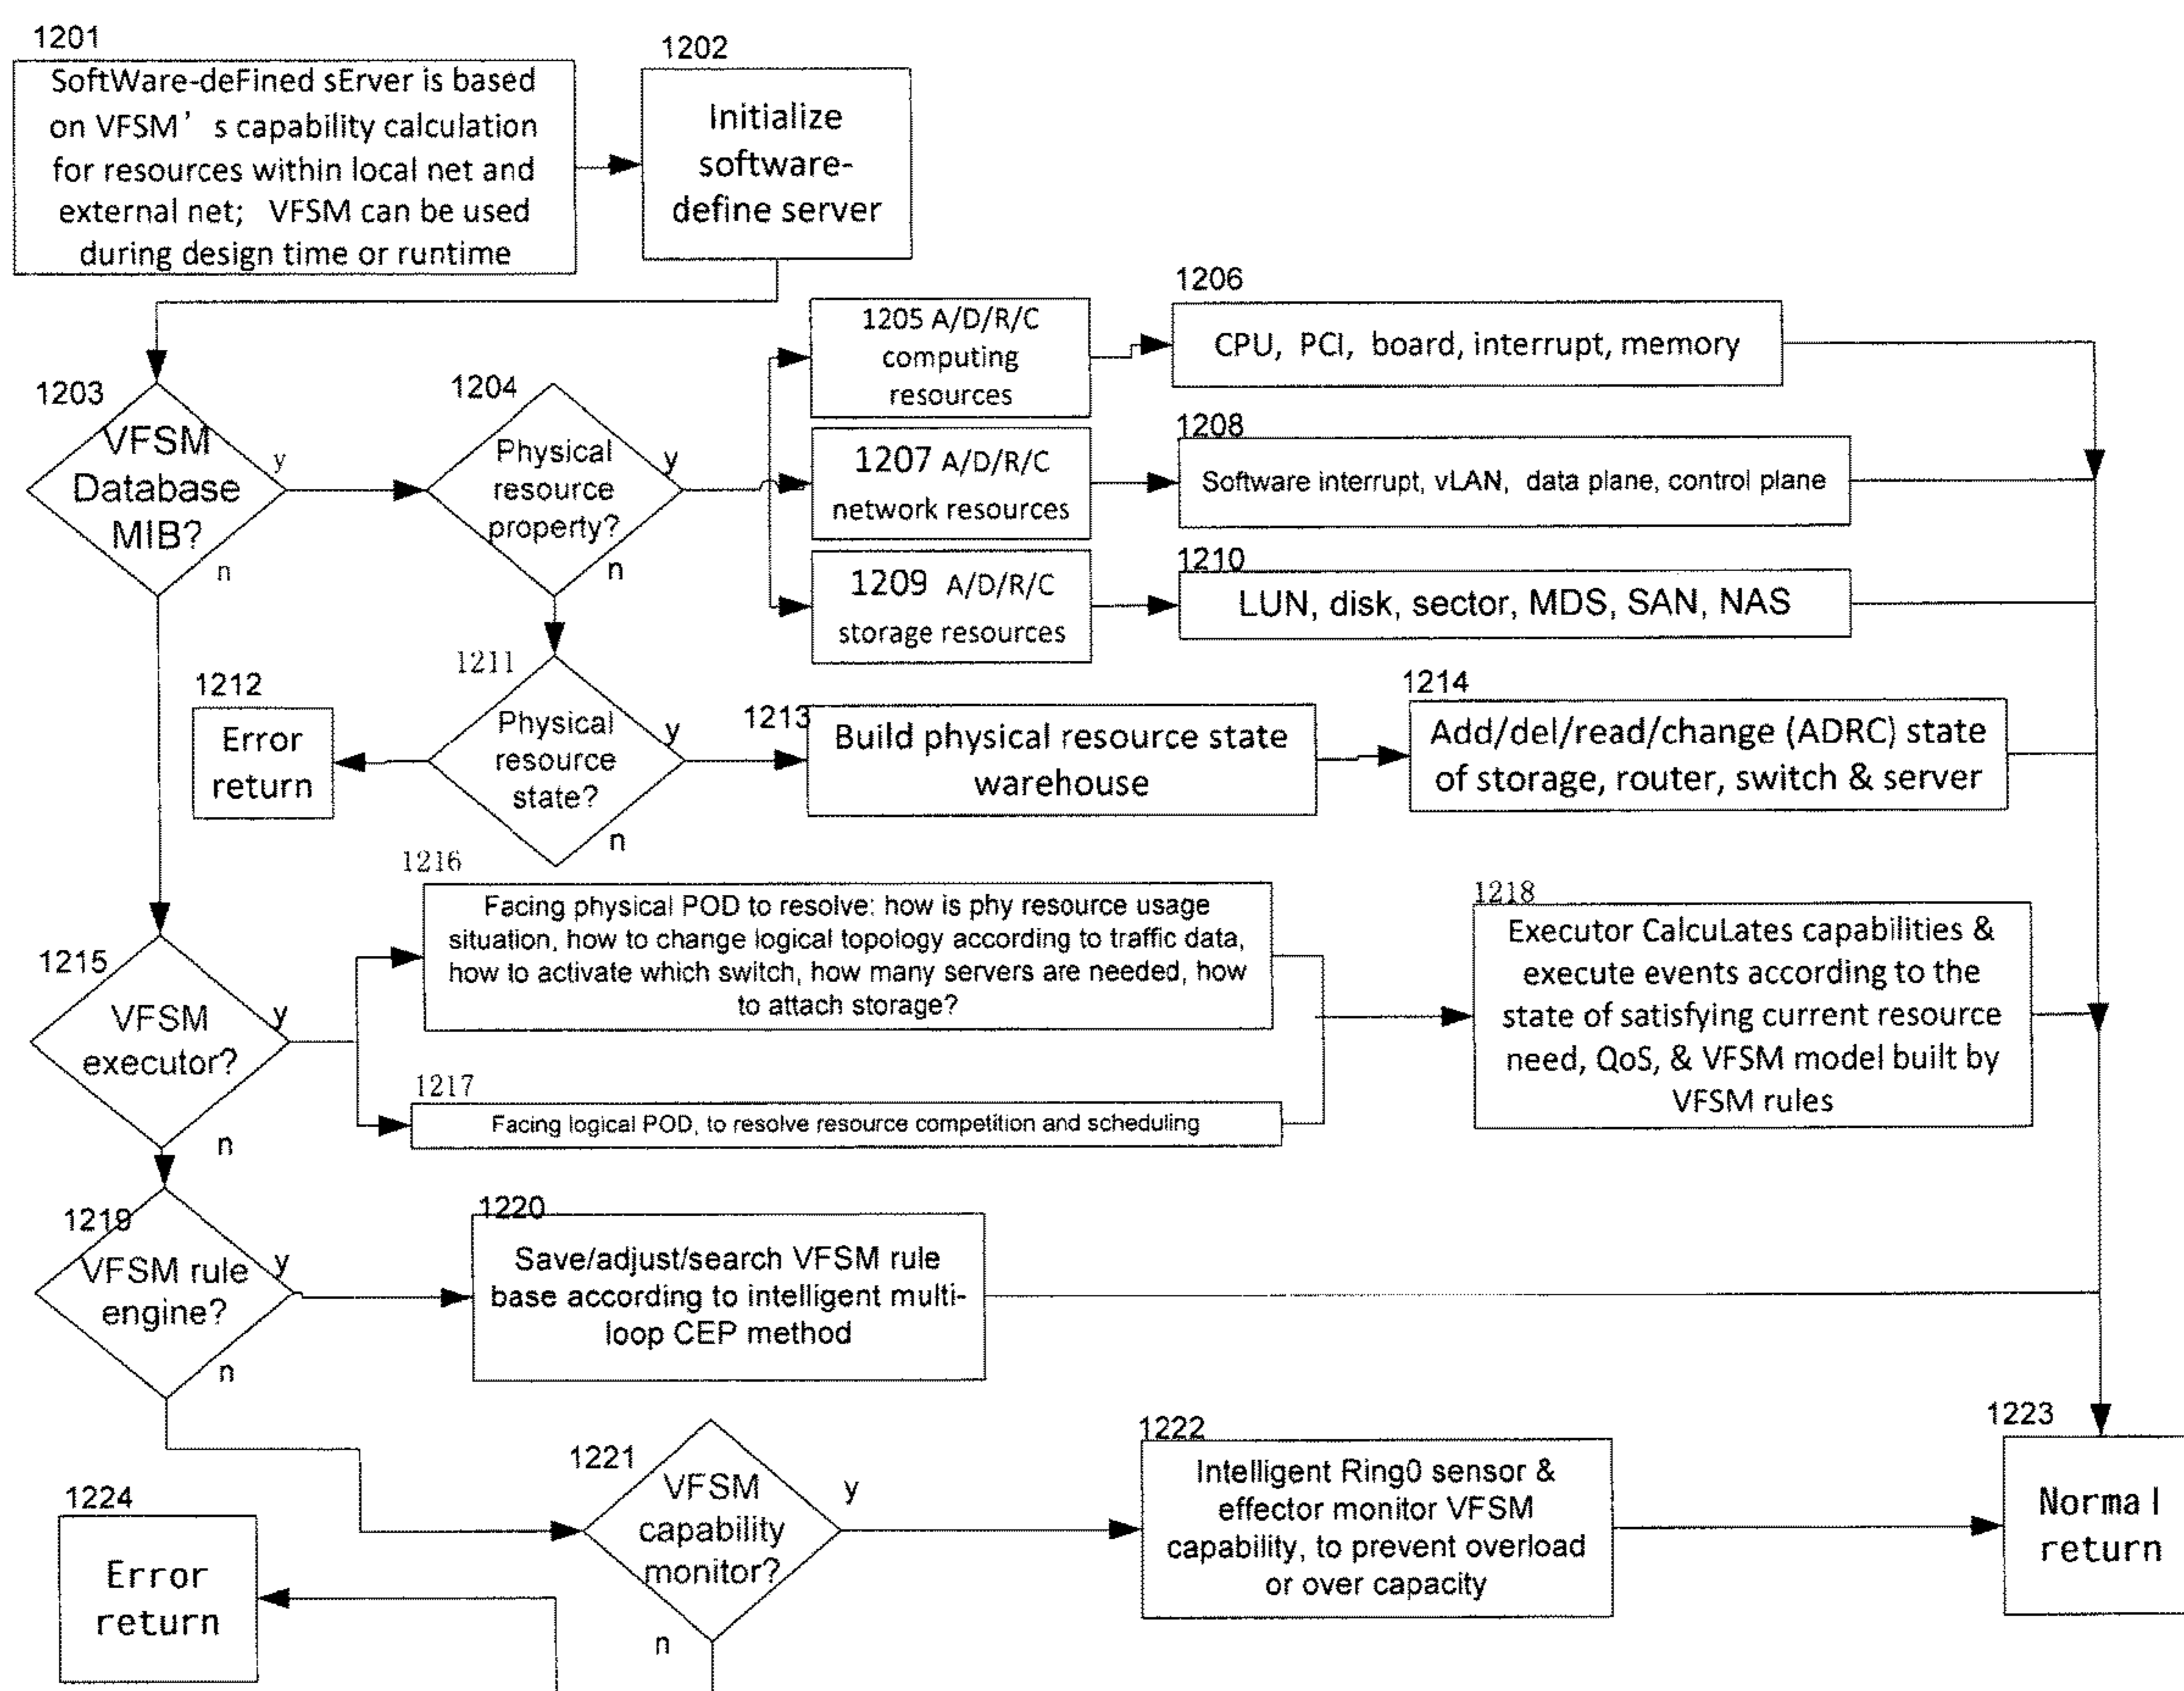 1201
SoftWare-deFined sErver is based
on VFSM’ s capability calculation
for resources within local net and
external net; VFSM can be used
during design time or runtime
1202
Initialize
software-
define server
1203
VFSM
Database
MIB?
y
n
1204
Physical
resource
property?
y
n
1205 A/D/R/C
computing
resources
1206
CPU, PCI, board, interrupt, memory
1207 A/D/R/C
network resources
1208
Software interrupt, vLAN, data plane, control plane
1209 A/D/R/C
storage resources
1210
LUN, disk, sector, MDS, SAN, NAS
1211
Physical
resource
state?
y
n
1212
Error
return
1213
Build physical resource state
warehouse
1214
Add/del/read/change (ADRC) state
of storage, router, switch & server
1215
VFSM
executor?
y
n
1216
Facing physical POD to resolve: how is phy resource usage
situation, how to change logical topology according to traffic data,
how to activate which switch, how many servers are needed, how
to attach storage?
1217
Facing logical POD, to resolve resource competition and scheduling
1218
Executor CalcuLates capabilities &
execute events according to the
state of satisfying current resource
need, QoS, & VFSM model built by
VFSM rules
1219
VFSM rule
engine?
y
n
1220
Save/adjust/search VFSM rule
base according to intelligent multi-
loop CEP method
1221
VFSM
capability
monitor?
y
n
1222
Intelligent Ring0 sensor &
effector monitor VFSM
capability, to prevent overload
or over capacity
1223
Normal
return
1224
Error
return